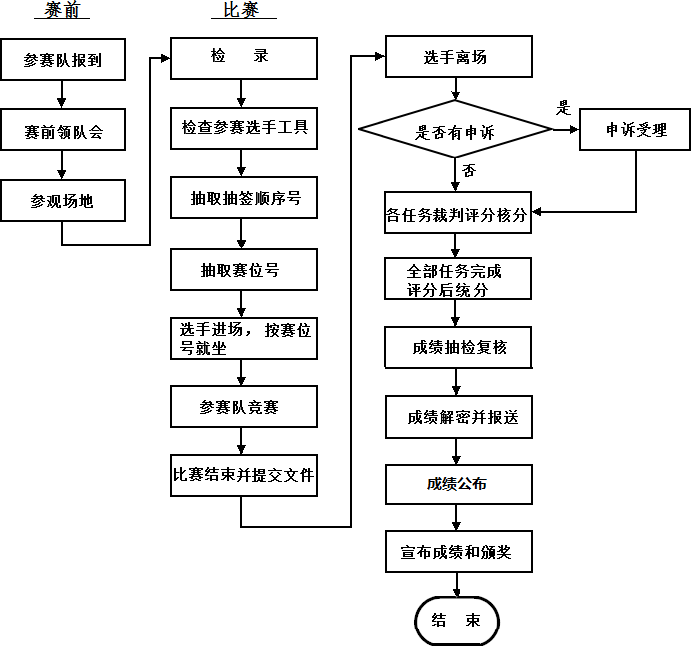 赛前
参赛队报到
赛前领队会
参观场地
比赛
检 录
检查参赛选手工具
抽取抽签顺序号
抽取赛位号
选手进场，按赛位
号就坐
参赛队竞赛
比赛结束并提交文件
选手离场
是否有申诉
是
申诉受理
否
各任务裁判评分核分
全部任务完成
评分后统分
成绩抽检复核
成绩解密并报送
成绩公布
宣布成绩和颁奖
结 束